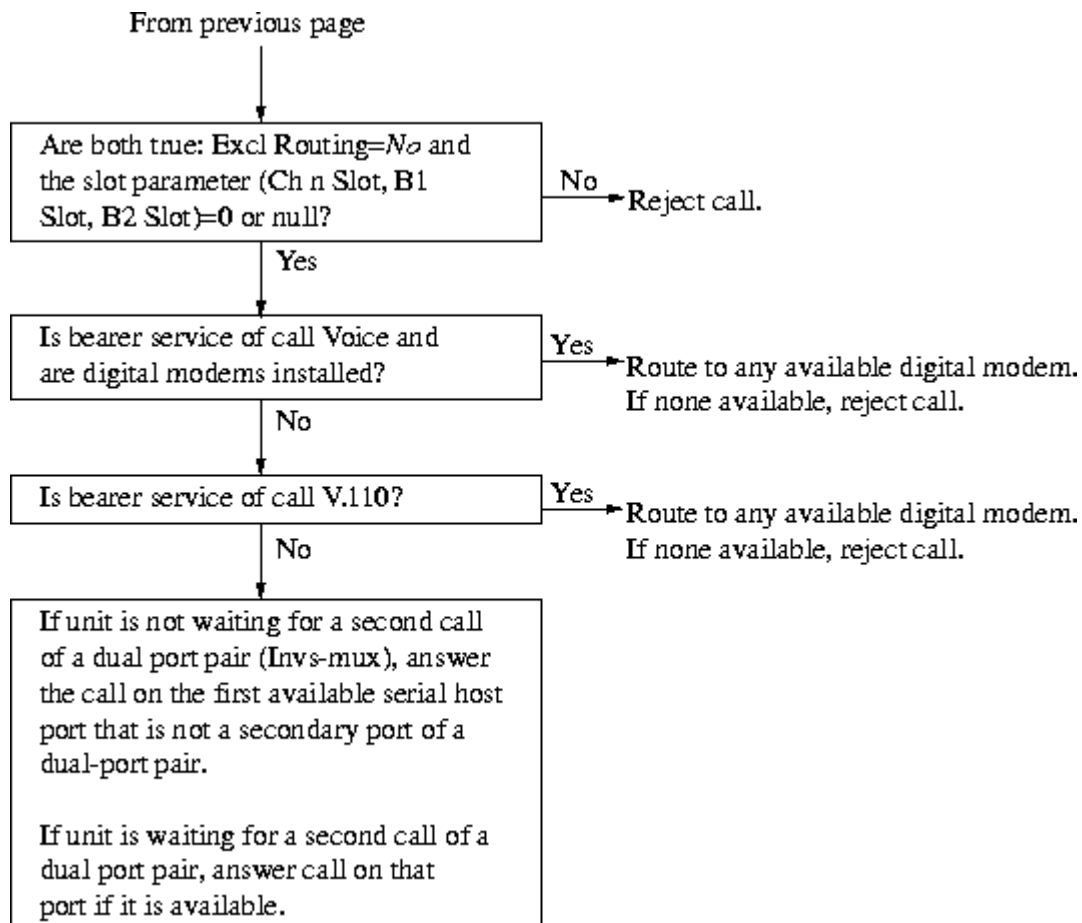 From previous page
Are both true: Excl Routing=No and
the slot parameter (Ch n Slot, B1
Slot, B2 Slot)=0 or null?
No
Reject call.
Yes
Is bearer service of call Voice and
are digital modems installed?
Yes
Route to any available digital modem.
If none available, reject call.
No
Is bearer service of call V.110?
Yes
Route to any available digital modem.
If none available, reject call.
No
If unit is not waiting for a second call
of a dual port pair (Invs-mux), answer
the call on the first available serial host
port that is not a secondary port of a
dual-port pair.
If unit is waiting for a second call of a
dual port pair, answer call on that
port if it is available.